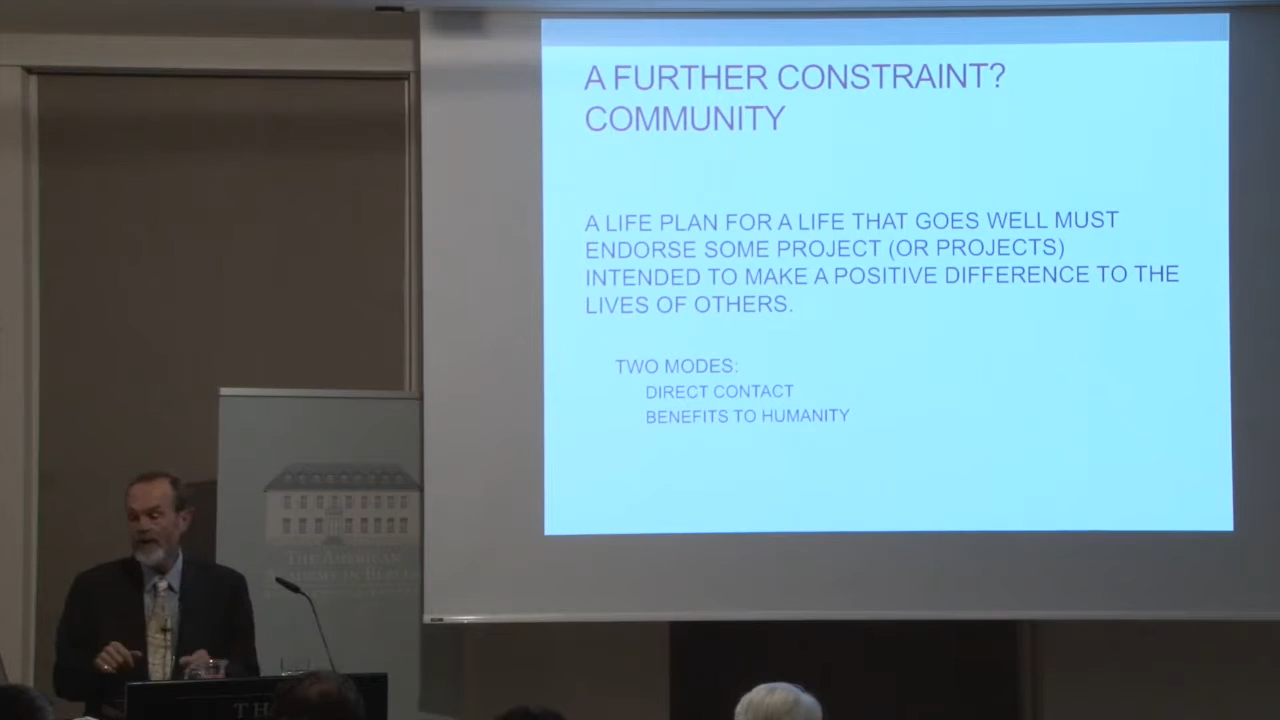 A FURTHER CONSTRAINT?
COMMUNITY
A LIFE PLAN FOR A LIFE THAT GOES WELL MUST
ENDORSE SOME PROJECT (OR PROJECTS)
INTENDED TO MAKE A POSITIVE DIFFERENCE TO THE
LIVES OF OTHERS.
TWO MODES:
DIRECT CONTACT
BENEFITS TO HUMANITY
THE AMERICAN
ACADEMY IN BERLIN
TH